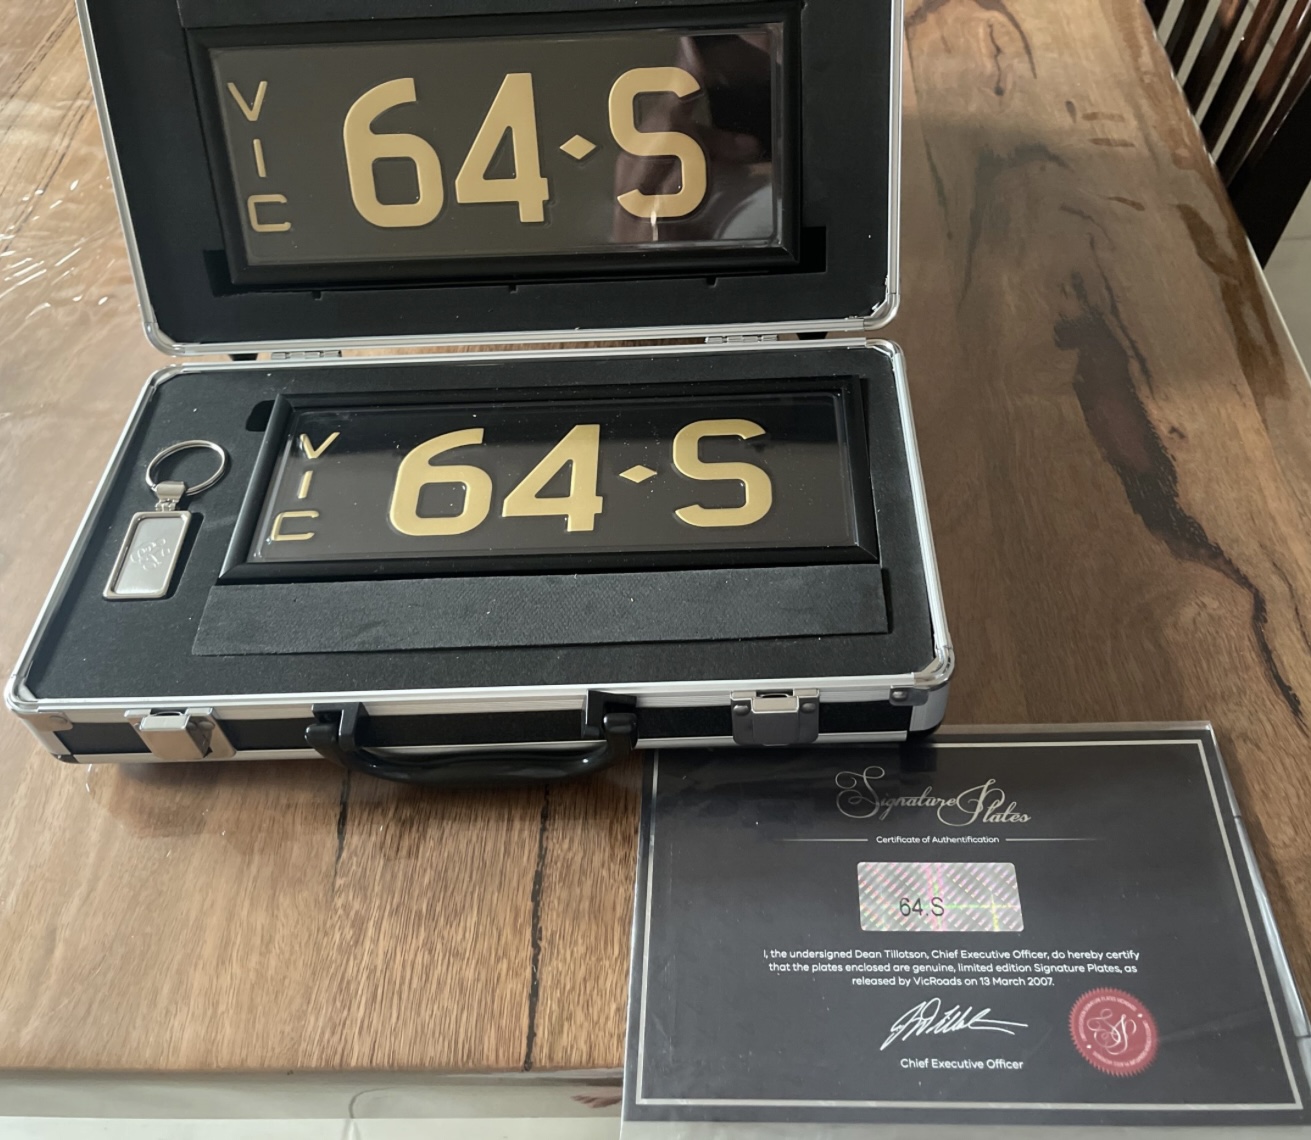 VIC 64♦S
VIC 64♦S
Signature Plates
Certificate of Authentification
64.S
I, the undersigned Dean Tillotson, Chief Executive Officer, do hereby certify
that the plates enclosed are genuine, limited edition Signature Plates, as
released by VicRoads on 13 March 2007.
Chief Executive Officer
SP